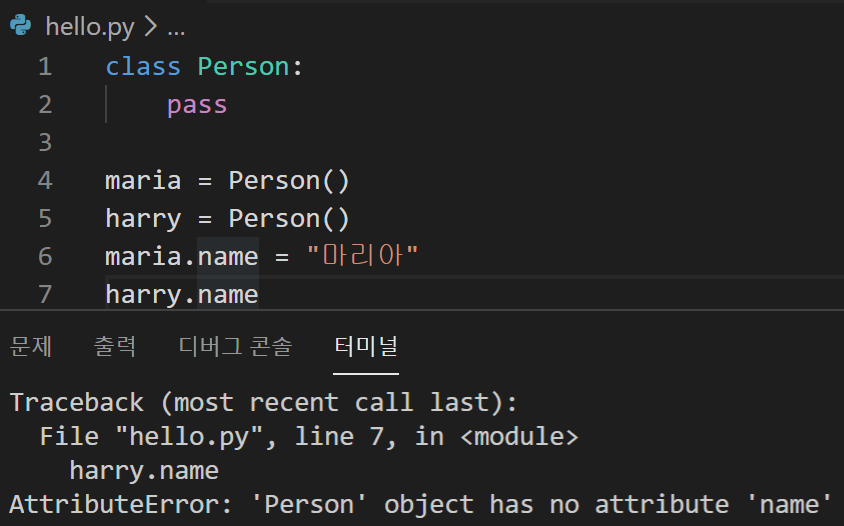 hello.py > ...
1 class Person:
2     pass
3
4 maria = Person()
5 harry = Person()
6 maria.name = "마리아"
7 harry.name
문제 출력 디버그 콘솔 터미널
Traceback (most recent call last):
  File "hello.py", line 7, in <module>
    harry.name
AttributeError: 'Person' object has no attribute 'name'